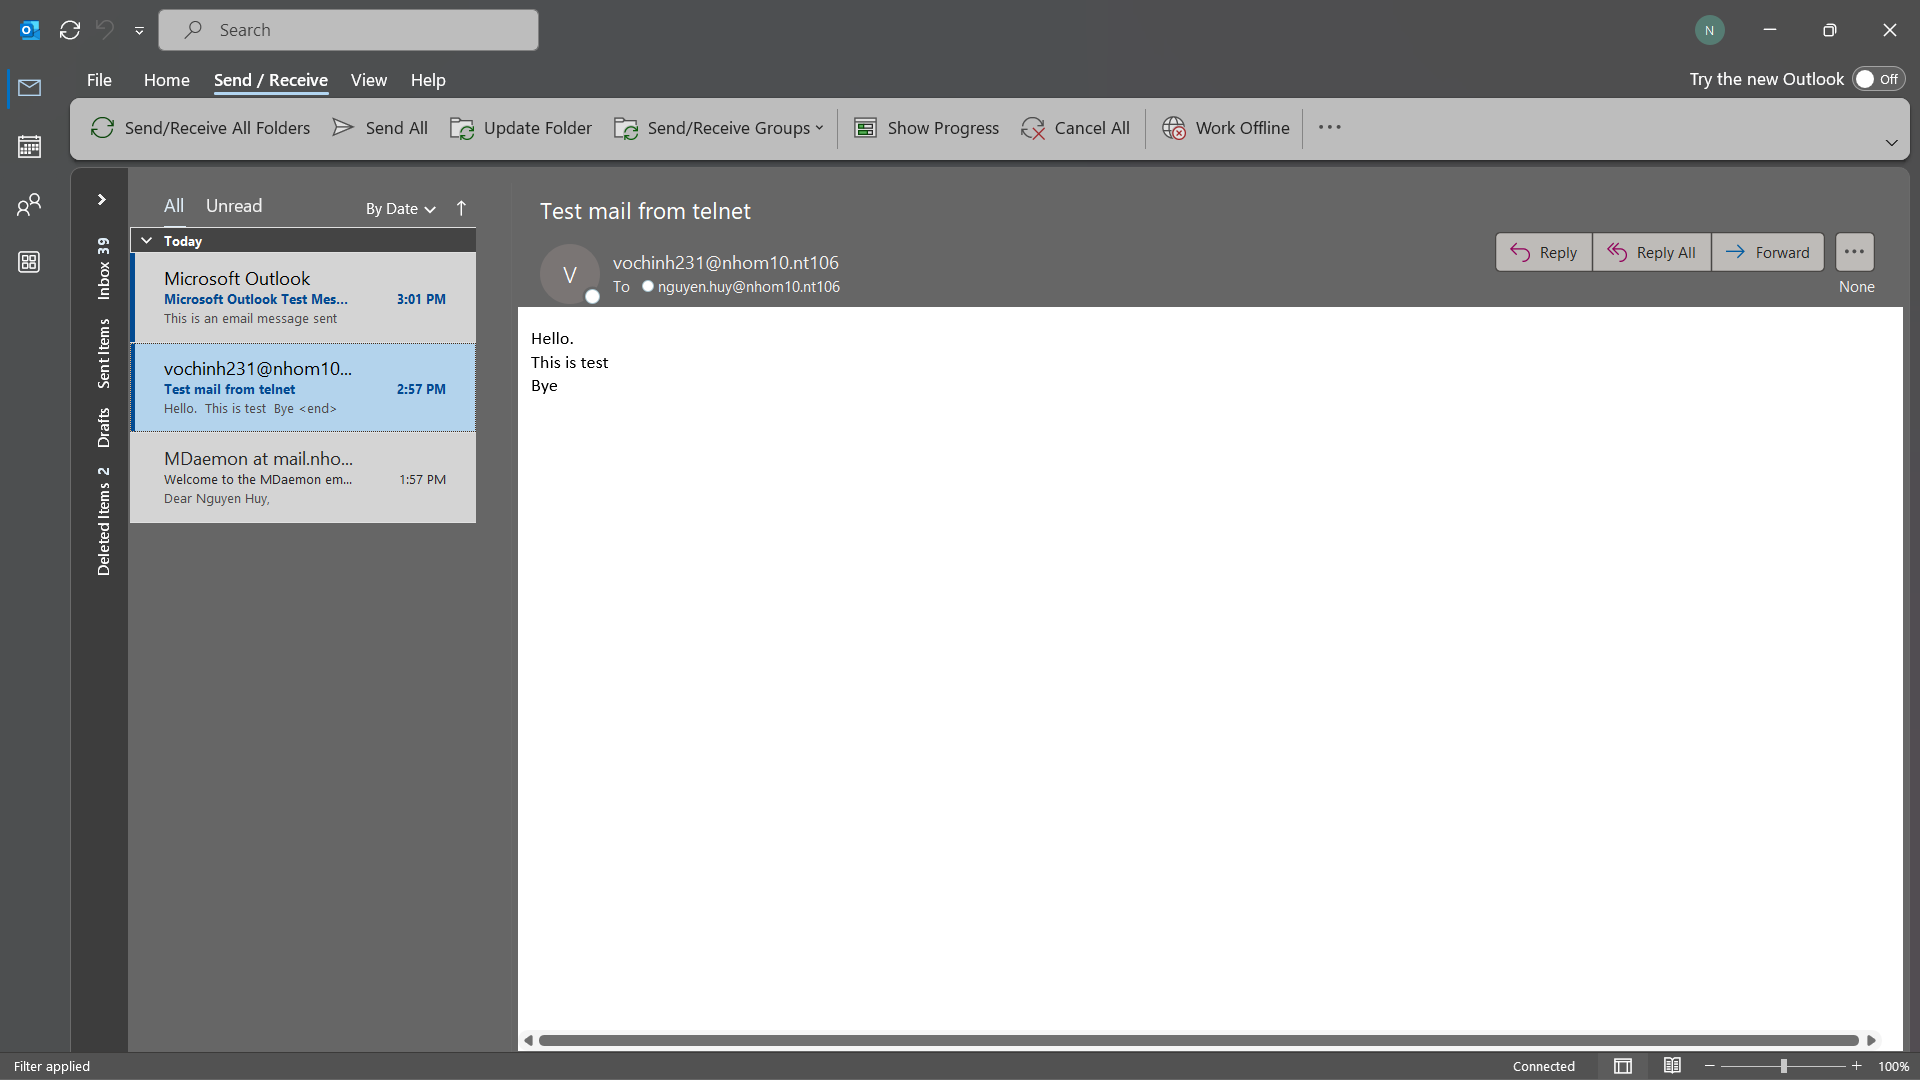 Search
N
File Home Send / Receive View Help
Try the new Outlook Off
Send/Receive All Folders Send All Update Folder Send/Receive Groups Show Progress Cancel All Work Offline ...
Inbox 39
Sent Items
Drafts
Deleted Items 2
All Unread By Date
Today
Microsoft Outlook
Microsoft Outlook Test Mes... 3:01 PM
This is an email message sent
vochinh231@nhom10...
Test mail from telnet 2:57 PM
Hello. This is test Bye <end>
MDaemon at mail.nho...
Welcome to the MDaemon em... 1:57 PM
Dear Nguyen Huy,
Test mail from telnet
V
vochinh231@nhom10.nt106
To nguyen.huy@nhom10.nt106
Reply Reply All Forward ...
None
Hello.
This is test
Bye
Filter applied
Connected
100%